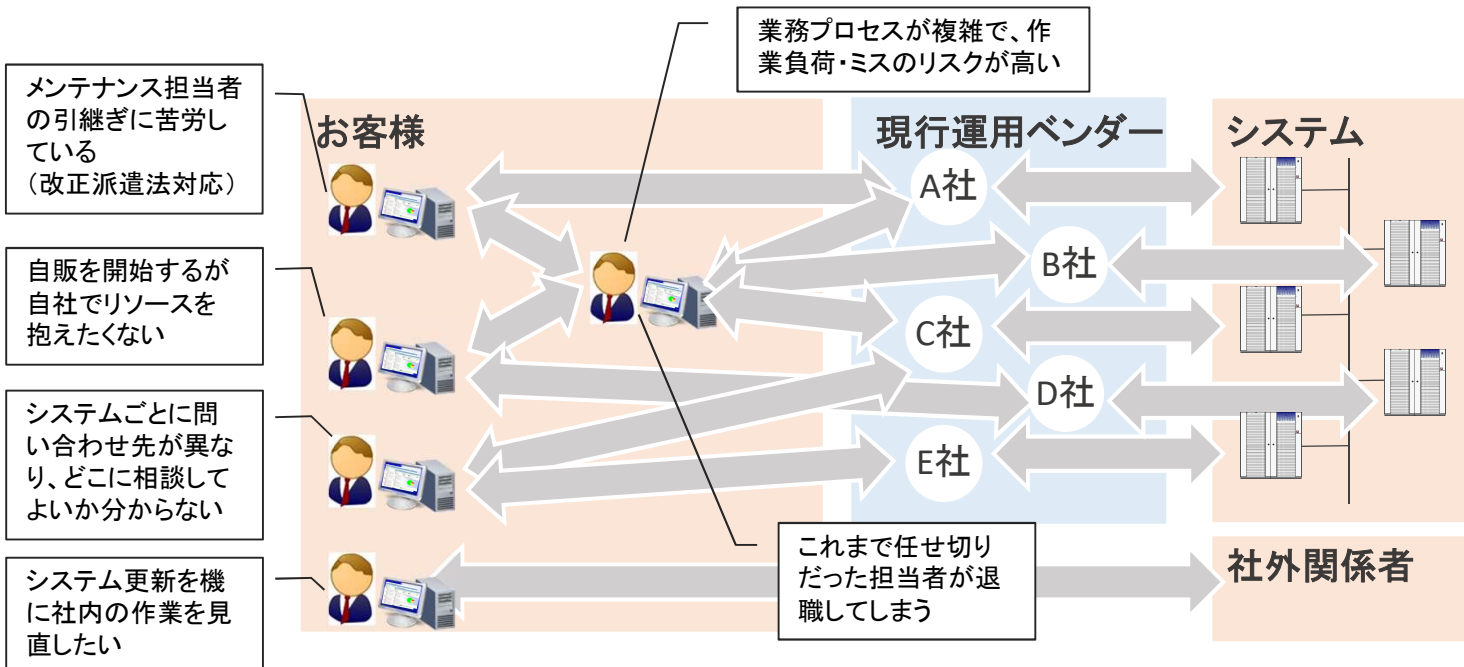 業務プロセスが複雑で、作
業負荷・ミスのリスクが高い
メンテナンス担当者
の引継ぎに苦労し
ている
（改正派遣法対応）
お客様
現行運用ベンダー
システム
A社
自販を開始するが
自社でリソースを
抱えたくない
B社
C社
システムごとに問
い合わせ先が異な
り、どこに相談して
よいか分からない
D社
E社
これまで任せ切り
だった担当者が退
職してしまう
社外関係者
システム更新を機
に社内の作業を見
直したい